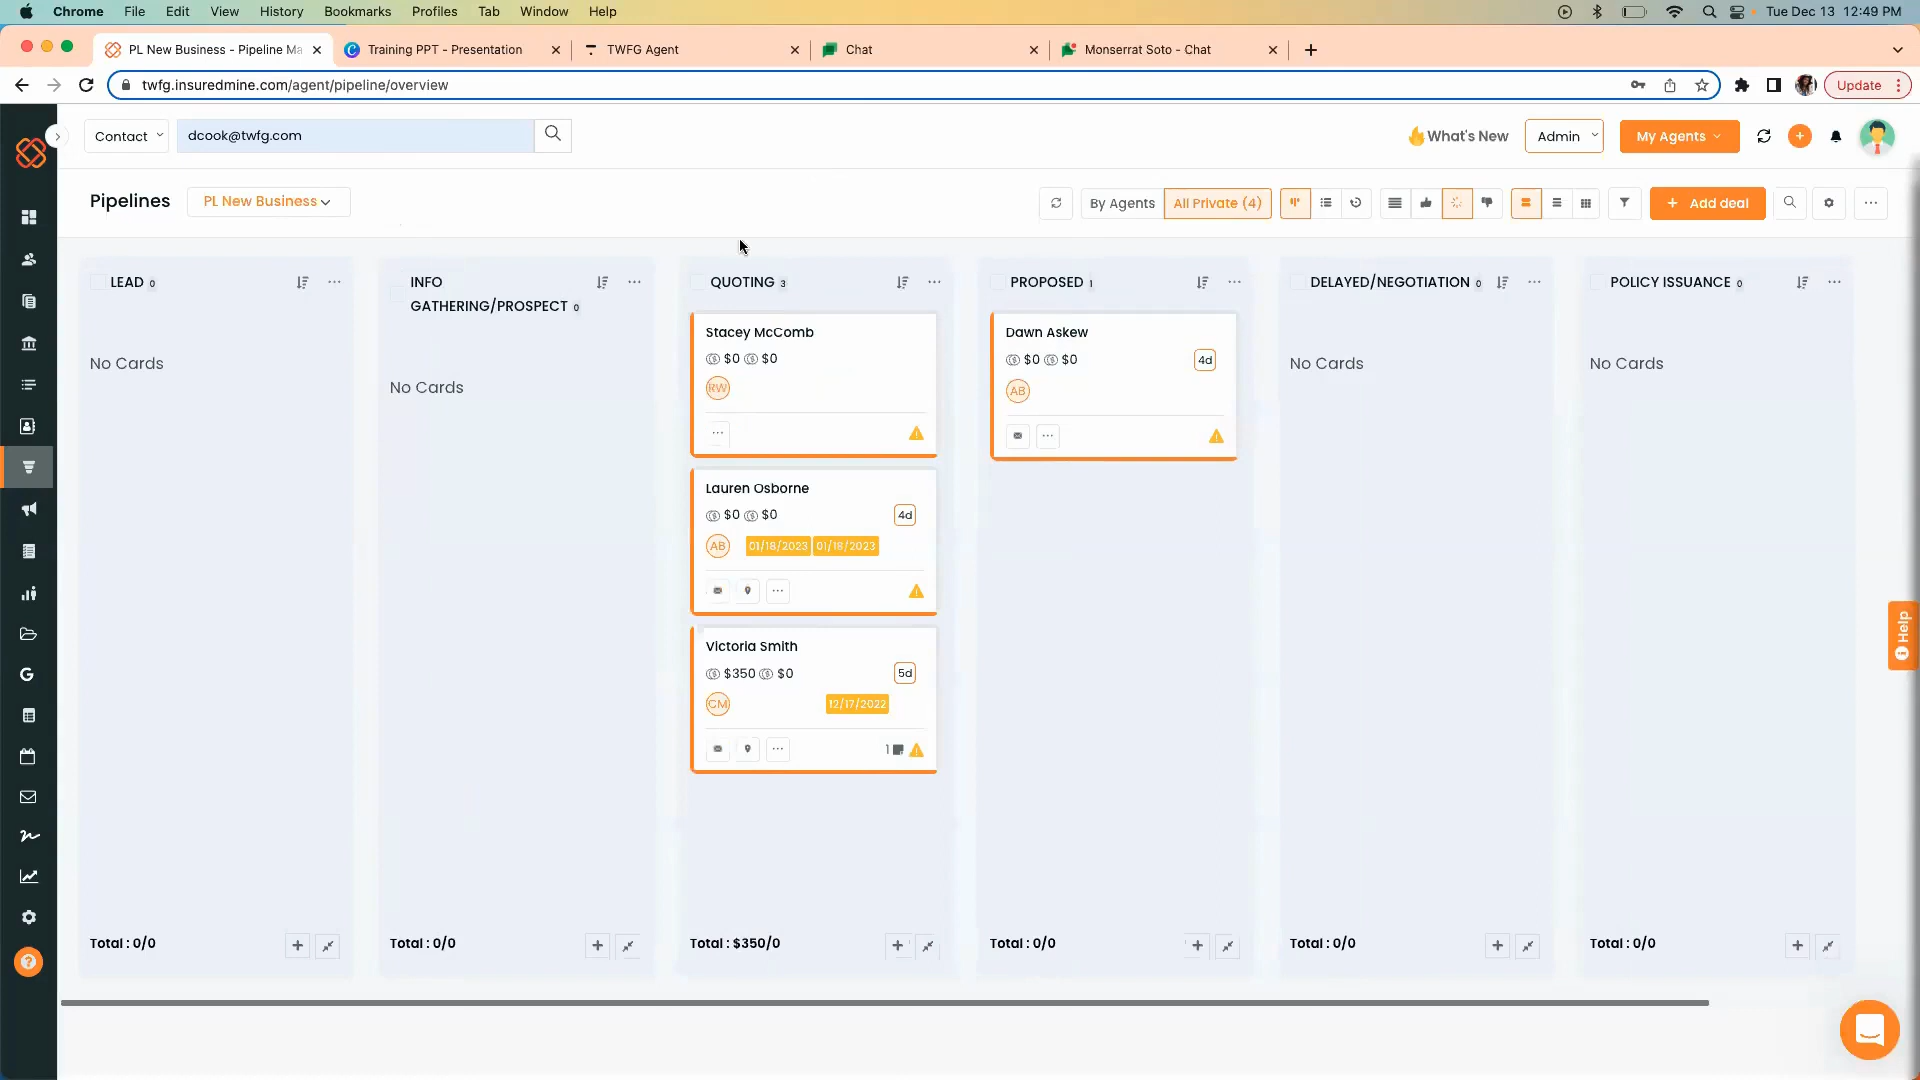 Chrome File Edit View History Bookmarks Profiles Tab Window Help Tue Dec 13 12:49 PM
PL New Business - Pipeline Ma Training PPT - Presentation TWFG Agent Chat Monserrat Soto - Chat
twfg.insuredmine.com/agent/pipeline/overview Update
Contact dcook@twfg.com What's New Admin My Agents
Pipelines PL New Business By Agents All Private (4) + Add deal
LEAD 0
No Cards
Total : 0/0
INFO
GATHERING/PROSPECT 0
No Cards
Total : 0/0
QUOTING 3
Stacey McComb
$0 $0
RW
Lauren Osborne
$0 $0 4d
AB 01/18/2023 01/18/2023
Victoria Smith
$350 $0 5d
CM 12/17/2022
1
Total : $350/0
PROPOSED 1
Dawn Askew
$0 $0 4d
AB
Total : 0/0
DELAYED/NEGOTIATION 0
No Cards
Total : 0/0
POLICY ISSUANCE 0
No Cards
Total : 0/0
Help